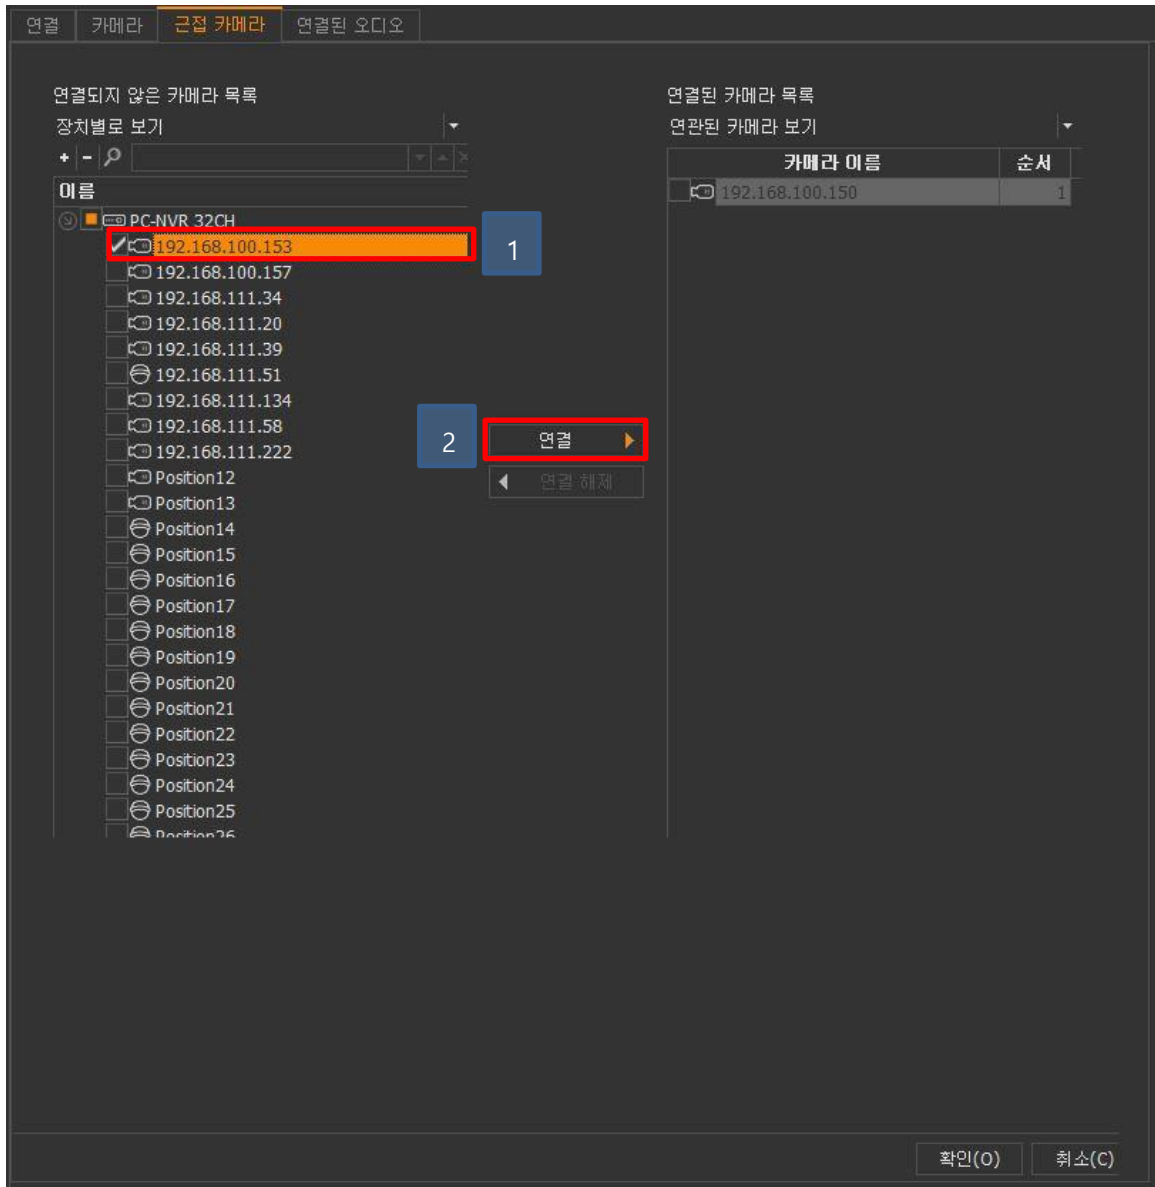 연결 카메라 근접 카메라 연결된 오디오
연결되지 않은 카메라 목록
장치별로 보기
+ -
이름
PC-NVR 32CH
192.168.100.153
1
192.168.100.157
192.168.111.34
192.168.111.20
192.168.111.39
192.168.111.51
192.168.111.134
192.168.111.58
192.168.111.222
Position12
Position13
Position14
Position15
Position16
Position17
Position18
Position19
Position20
Position21
Position22
Position23
Position24
Position25
Position26
2
연결
연결 해제
연결된 카메라 목록
연관된 카메라 보기
카메라 이름 순서
192.168.100.150 1
확인(O) 취소(C)